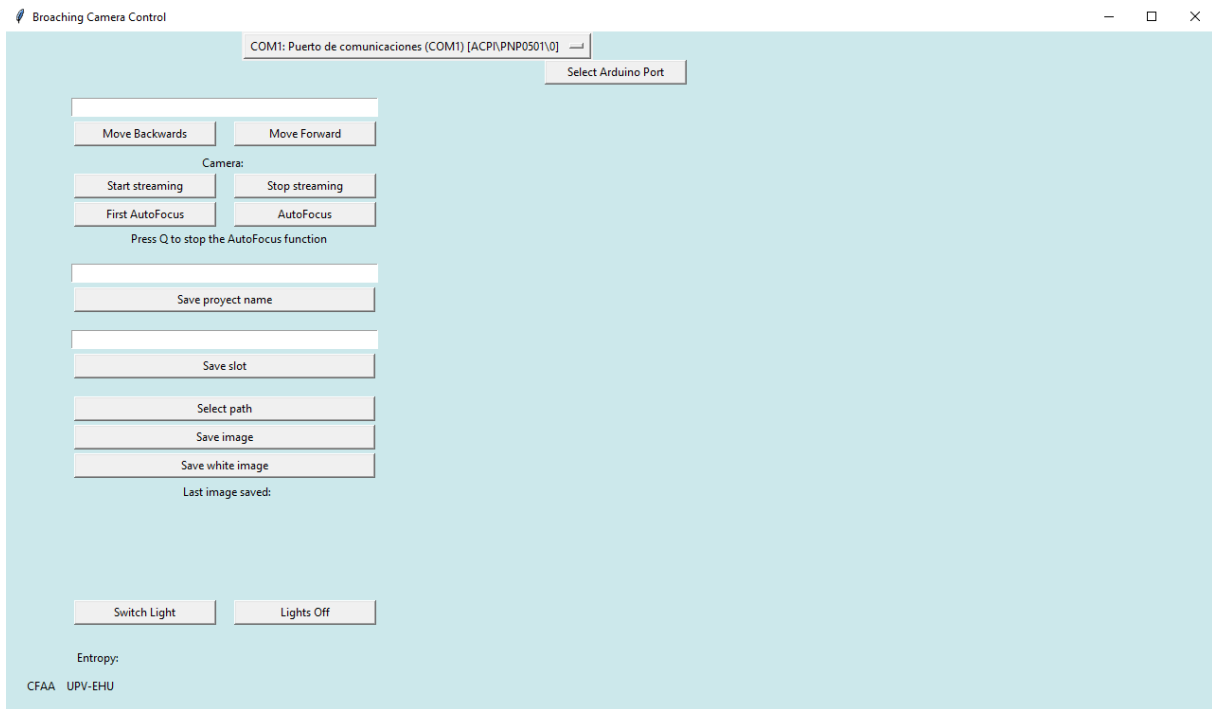 Broaching Camera Control
COM1: Puerto de comunicaciones (COM1) [ACPI\PNP0501\0]
Select Arduino Port
Move Backwards Move Forward
Camera:
Start streaming Stop streaming
First AutoFocus AutoFocus
Press Q to stop the AutoFocus function
Save proyect name
Save slot
Select path
Save image
Save white image
Last image saved:
Switch Light Lights Off
Entropy:
CFAA UPV-EHU